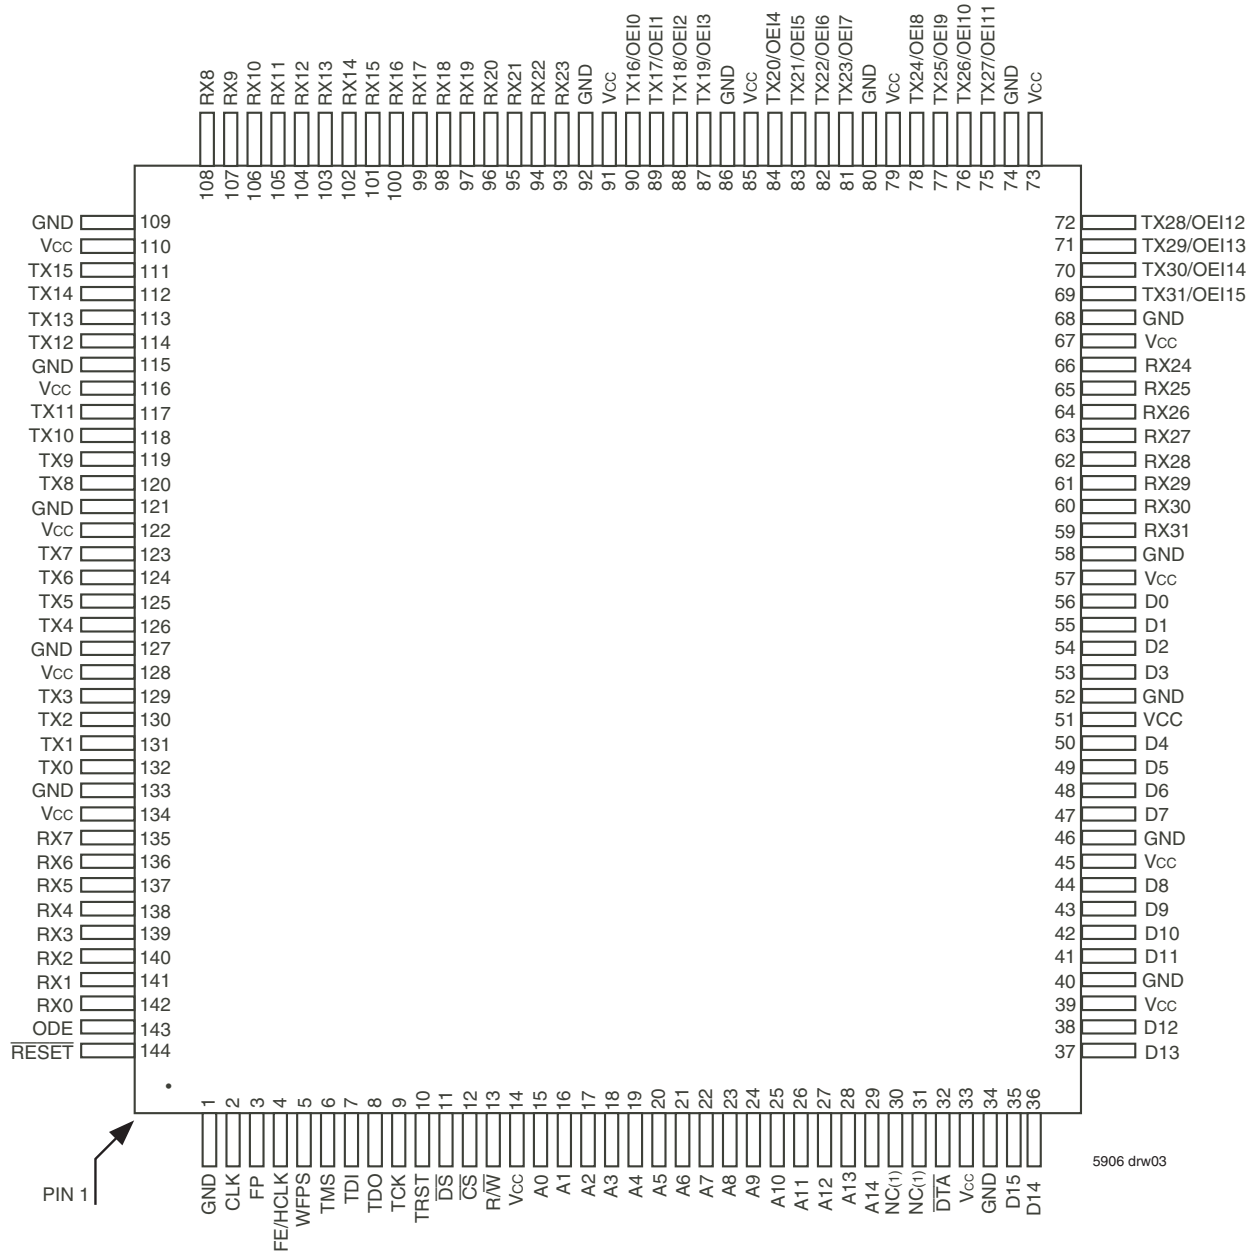 RX8
RX9
RX10
RX11
RX12
RX13
RX14
RX15
RX16
RX17
RX18
RX19
RX20
RX21
RX22
RX23
GND
Vcc
TX16/OEI0
TX17/OEI1
TX18/OEI2
TX19/OEI3
GND
Vcc
TX20/OEI4
TX21/OEI5
TX22/OEI6
TX23/OEI7
GND
Vcc
TX24/OEI8
TX25/OEI9
TX26/OEI10
TX27/OEI11
GND
Vcc
108
107
106
105
104
103
102
101
100
99
98
97
96
95
94
93
92
91
90
89
88
87
86
85
84
83
82
81
80
79
78
77
76
75
74
73
GND 109
Vcc 110
TX15 111
TX14 112
TX13 113
TX12 114
GND 115
Vcc 116
TX11 117
TX10 118
TX9 119
TX8 120
GND 121
Vcc 122
TX7 123
TX6 124
TX5 125
TX4 126
GND 127
Vcc 128
TX3 129
TX2 130
TX1 131
TX0 132
GND 133
Vcc 134
RX7 135
RX6 136
RX5 137
RX4 138
RX3 139
RX2 140
RX1 141
RX0 142
ODE 143
RESET 144
72 TX28/OEI12
71 TX29/OEI13
70 TX30/OEI14
69 TX31/OEI15
68 GND
67 Vcc
66 RX24
65 RX25
64 RX26
63 RX27
62 RX28
61 RX29
60 RX30
59 RX31
58 GND
57 Vcc
56 D0
55 D1
54 D2
53 D3
52 GND
51 VCC
50 D4
49 D5
48 D6
47 D7
46 GND
45 Vcc
44 D8
43 D9
42 D10
41 D11
40 GND
39 Vcc
38 D12
37 D13
1
2
3
4
5
6
7
8
9
10
11
12
13
14
15
16
17
18
19
20
21
22
23
24
25
26
27
28
29
30
31
32
33
34
35
36
GND
CLK
FP
FE/HCLK
WFPS
TMS
TDI
TDO
TCK
TRST
DS
CS
R/W
Vcc
A0
A1
A2
A3
A4
A5
A6
A7
A8
A9
A10
A11
A12
A13
A14
NC(1)
NC(1)
DTA
Vcc
GND
D15
D14
PIN 1
5906 drw03